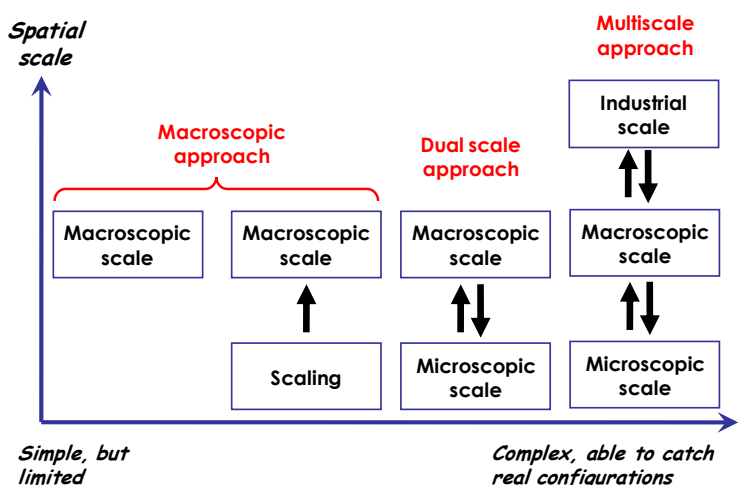 Spatial
scale
Multiscale
approach
Industrial
scale
Macroscopic
approach
Dual scale
approach
Macroscopic
scale
Macroscopic
scale
Macroscopic
scale
Macroscopic
scale
Scaling
Microscopic
scale
Microscopic
scale
Simple, but
limited
Complex, able to catch
real configurations